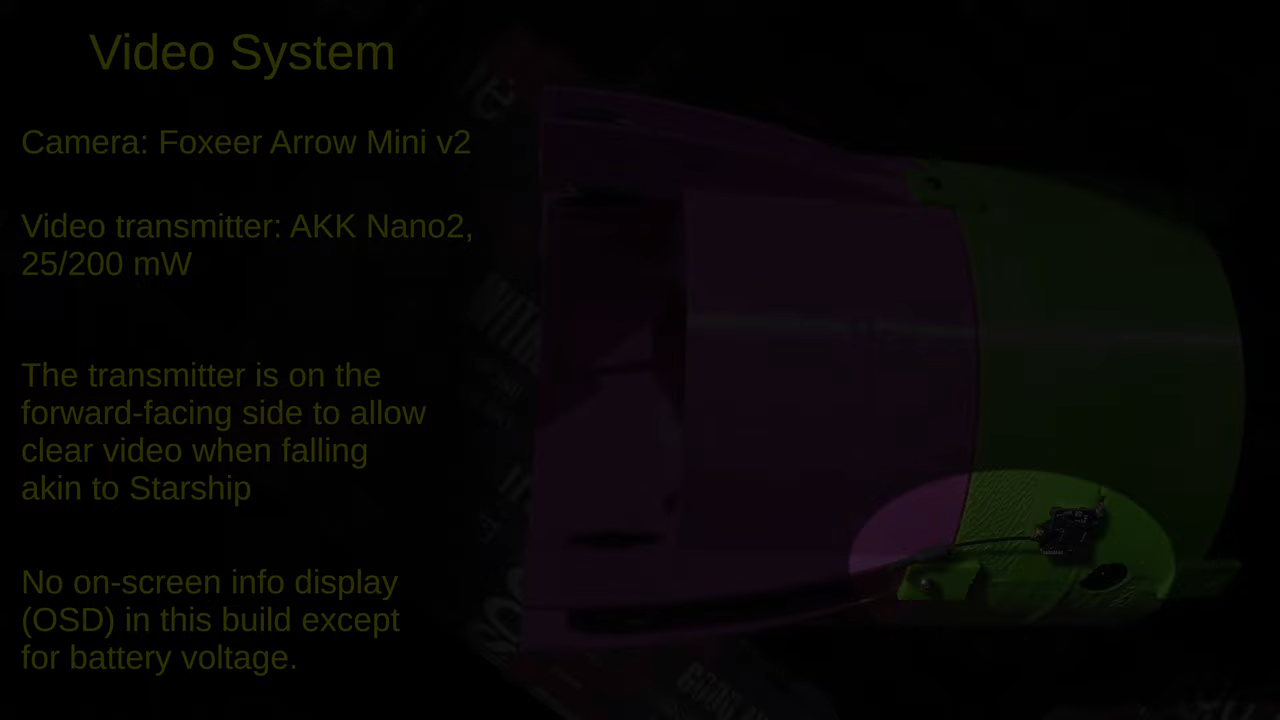 Video System
Camera: Foxeer Arrow Mini v2
Video transmitter: AKK Nano2,
25/200 mW
The transmitter is on the
forward-facing side to allow
clear video when falling
akin to Starship
No on-screen info display
(OSD) in this build except
for battery voltage.